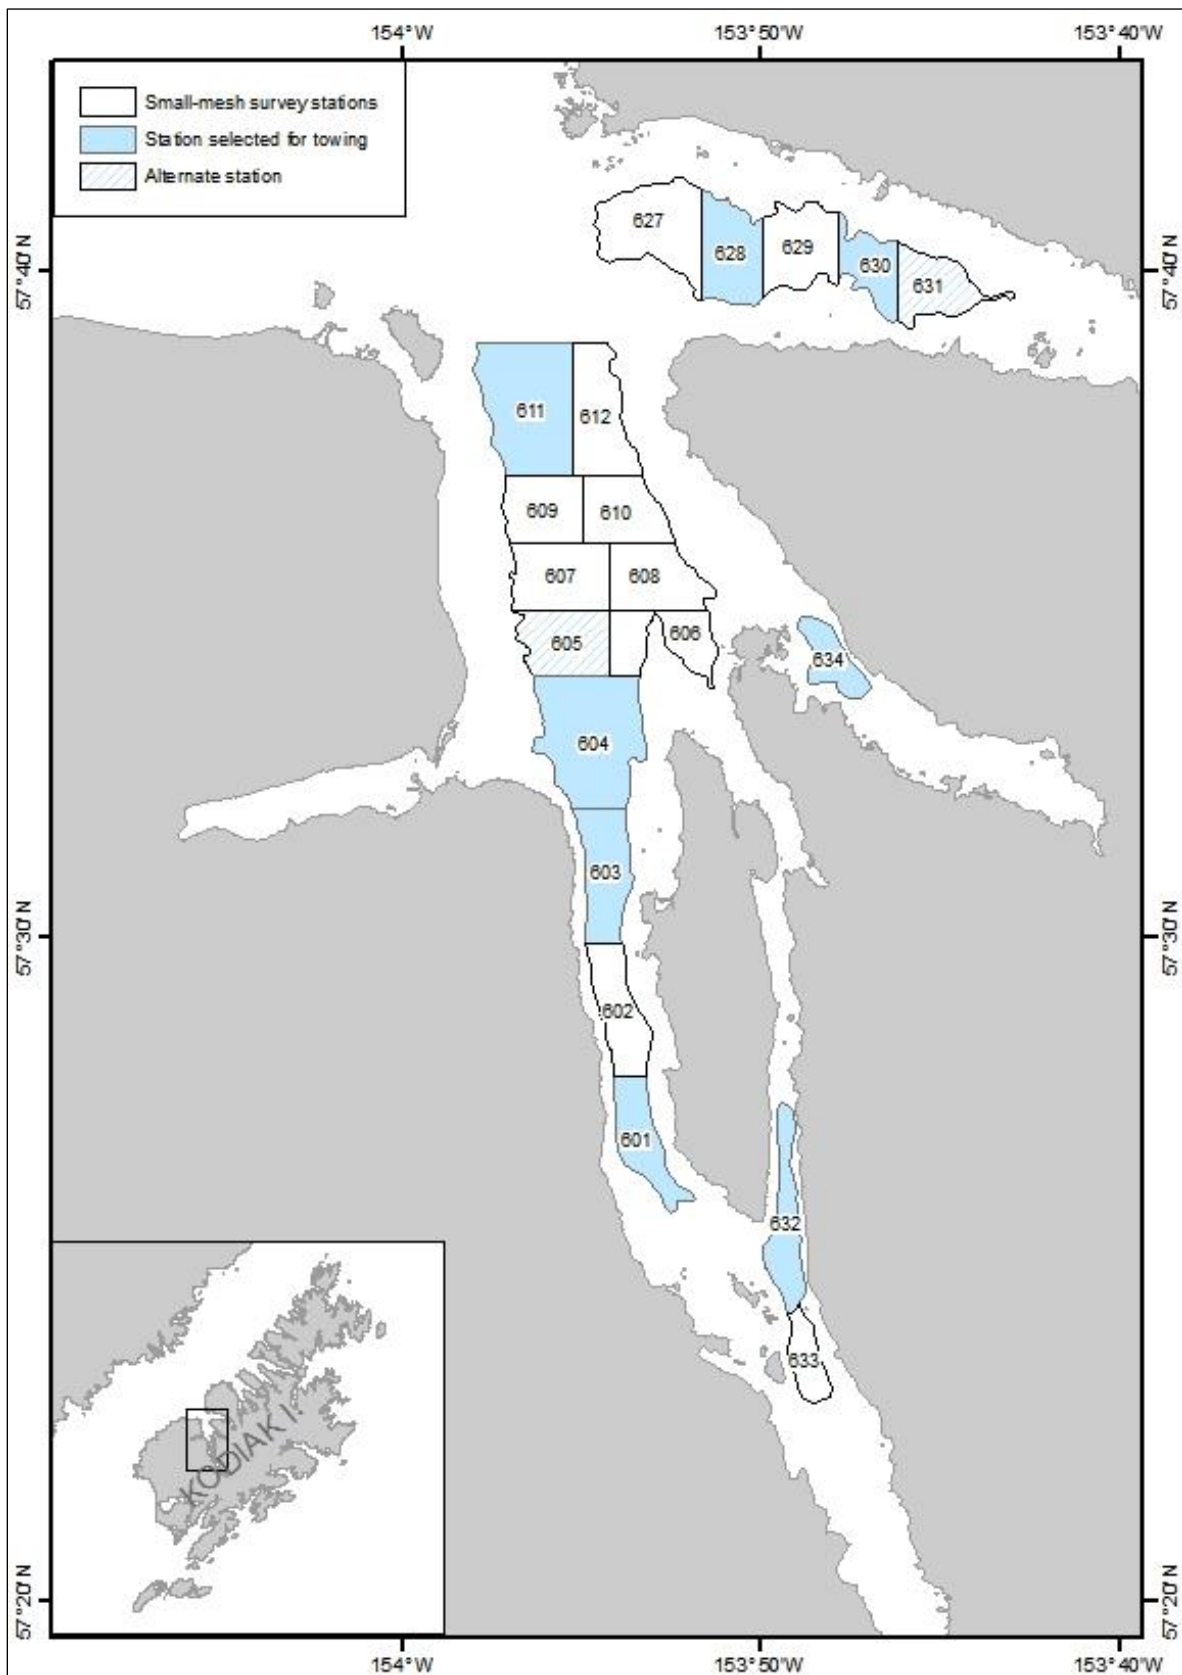 154°W 153°50'W 153°40'W
Small-mesh survey stations
Station selected for towing
Alternate station
627
628
629
630
631
57°40'N 57°40'N
611
612
609
610
607
608
605
606
634
604
603
57°30'N 57°30'N
602
601
632
633
KODIAK I.
57°20'N 57°20'N
154°W 153°50'W 153°40'W